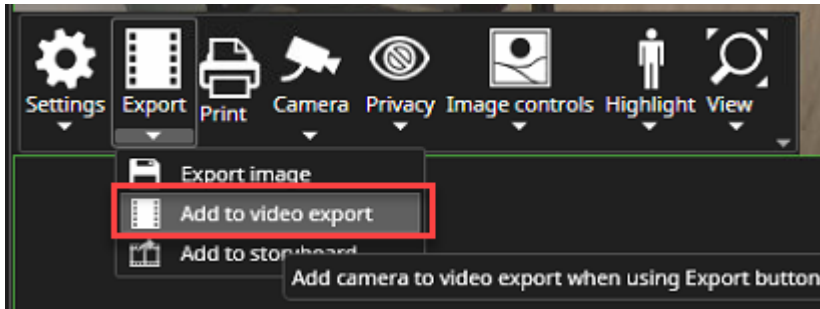 Settings Export Print Camera Privacy Image controls Highlight View
Export image
Add to video export
Add to storyboard
Add camera to video export when using Export button